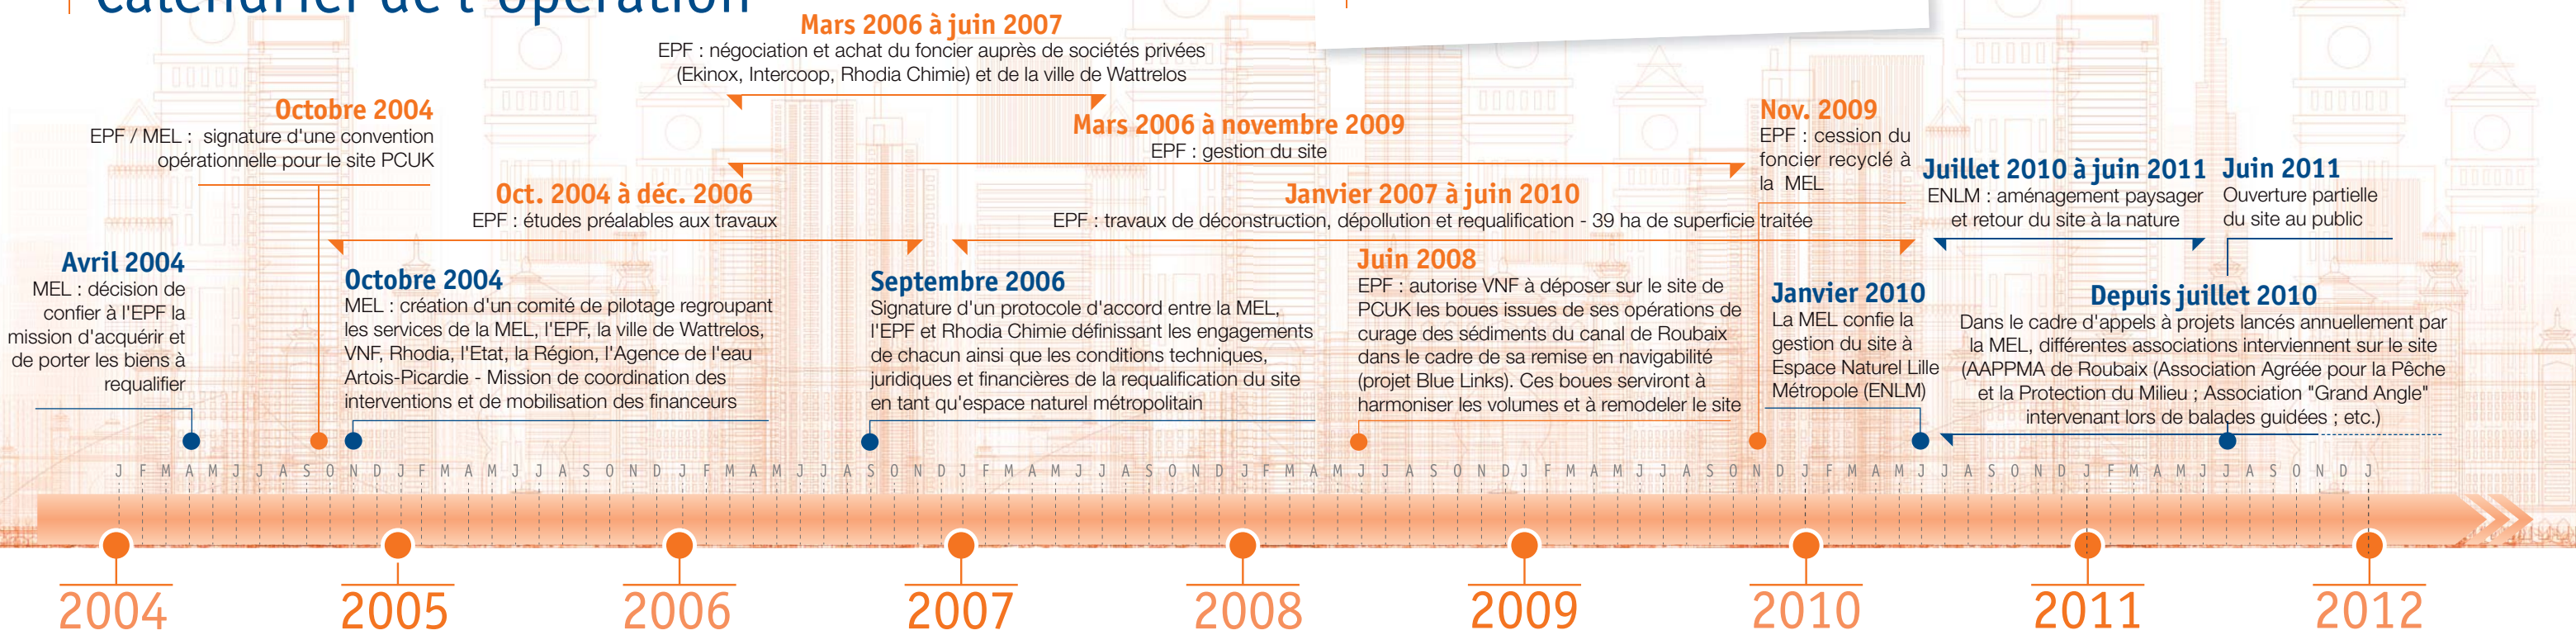 Calendrier de l'opération
Mars 2006 à juin 2007
EPF : négociation et achat du foncier auprès de sociétés privées
(Ekinox, Intercoop, Rhodia Chimie) et de la ville de Wattrelos
Octobre 2004
EPF / MEL : signature d'une convention
opérationnelle pour le site PCUK
Mars 2006 à novembre 2009
EPF : gestion du site
Nov. 2009
EPF : cession du
foncier recyclé à
la MEL
Oct. 2004 à déc. 2006
EPF : études préalables aux travaux
Janvier 2007 à juin 2010
EPF : travaux de déconstruction, dépollution et requalification - 39 ha de superficie traitée
Juillet 2010 à juin 2011
ENLM : aménagement paysager
et retour du site à la nature
Juin 2011
Ouverture partielle
du site au public
Avril 2004
MEL : décision de
confier à l'EPF la
mission d'acquérir et
de porter les biens à
requalifier
Octobre 2004
MEL : création d'un comité de pilotage regroupant
les services de la MEL, l'EPF, la ville de Wattrelos,
VNF, Rhodia, l'Etat, la Région, l'Agence de l'eau
Artois-Picardie - Mission de coordination des
interventions et de mobilisation des financeurs
Septembre 2006
Signature d'un protocole d'accord entre la MEL,
l'EPF et Rhodia Chimie définissant les engagements
de chacun ainsi que les conditions techniques,
juridiques et financières de la requalification du site
en tant qu'espace naturel métropolitain
Juin 2008
EPF : autorise VNF à déposer sur le site de
PCUK les boues issues de ses opérations de
curage des sédiments du canal de Roubaix
dans le cadre de sa remise en navigabilité
(projet Blue Links). Ces boues serviront à
harmoniser les volumes et à remodeler le site
Janvier 2010
La MEL confie la
gestion du site à
Espace Naturel Lille
Métropole (ENLM)
Depuis juillet 2010
Dans le cadre d'appels à projets lancés annuellement par
la MEL, différentes associations interviennent sur le site
(AAPPMA de Roubaix (Association Agréée pour la Pêche
et la Protection du Milieu ; Association "Grand Angle"
intervenant lors de balades guidées ; etc.)
J F M A M J J A S O N D J F M A M J J A S O N D J F M A M J J A S O N D J F M A M J J A S O N D J F M A M J J A S O N D J F M A M J J A S O N D J F M A M J J A S O N D J F M A M J J A S O N D J
2004 2005 2006 2007 2008 2009 2010 2011 2012